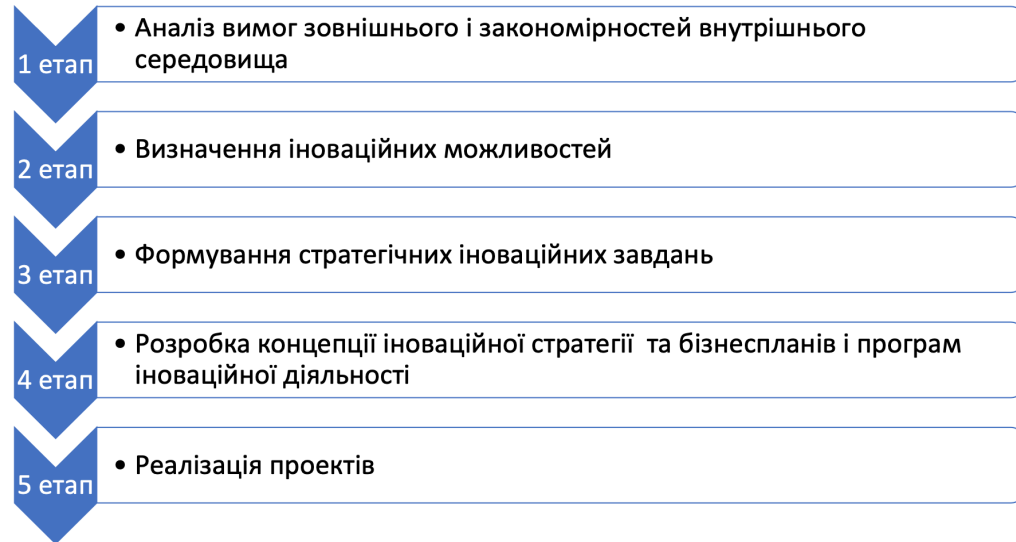 1 етап
• Аналіз вимог зовнішнього і закономірностей внутрішнього
середовища
2 етап
• Визначення іноваційних можливостей
3 етап
• Формування стратегічних іноваційних завдань
4 етап
• Розробка концепції іноваційної стратегії  та бізнеспланів і програм
іноваційної діяльності
5 етап
• Реалізація проектів